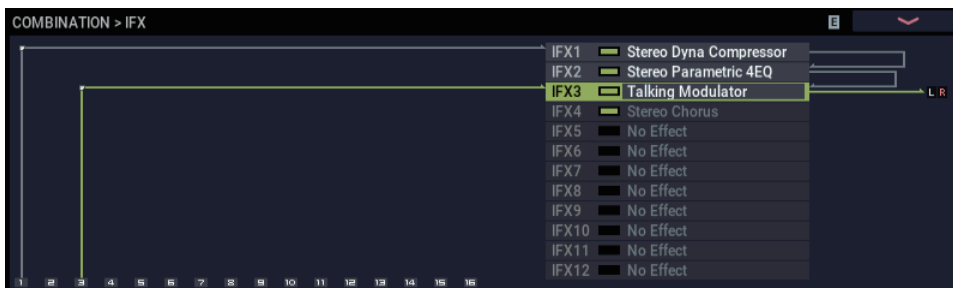 COMBINATION > IFX E
IFX1 Stereo Dyna Compressor
IFX2 Stereo Parametric 4EQ
IFX3 Talking Modulator L R
IFX4 Stereo Chorus
IFX5 No Effect
IFX6 No Effect
IFX7 No Effect
IFX8 No Effect
IFX9 No Effect
IFX10 No Effect
IFX11 No Effect
IFX12 No Effect
1 2 3 4 5 6 7 8 9 10 11 12 13 14 15 16